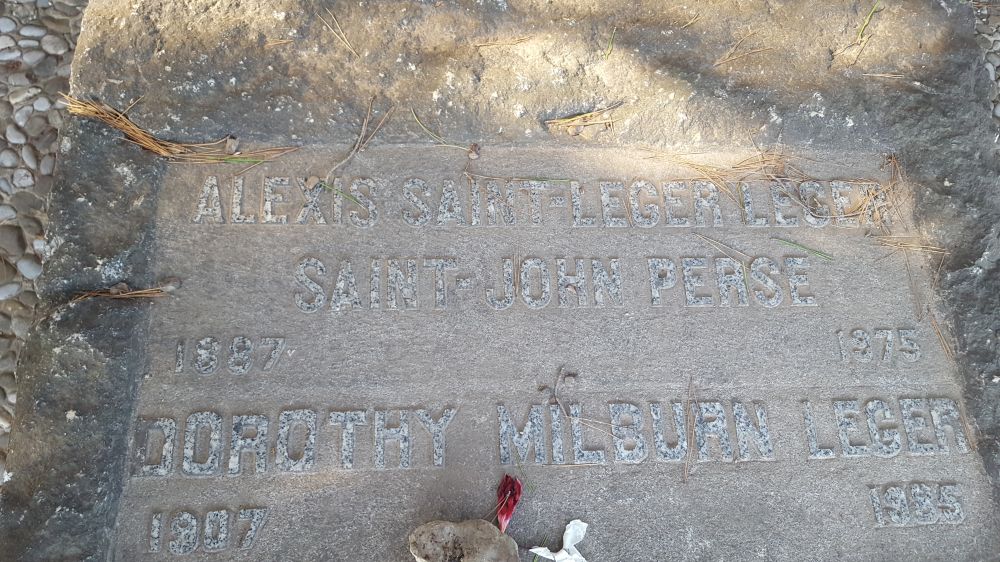 ALEXIS SAINT-LEGER LEGER
SAINT-JOHN PERSE
1887 1975
DOROTHY MILBURN LEGER
1907 1985